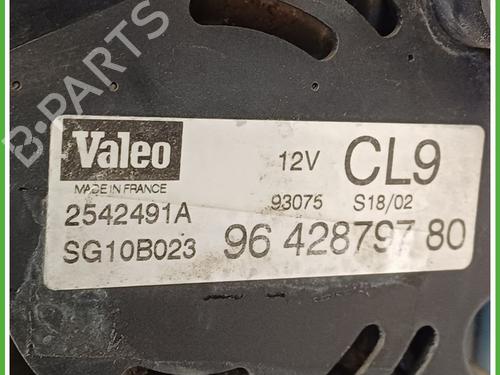 B-PARTS
Valeo
12V CL9
MADE IN FRANCE
2542491A 93075 S18/02
SG10B023 96 428797 80